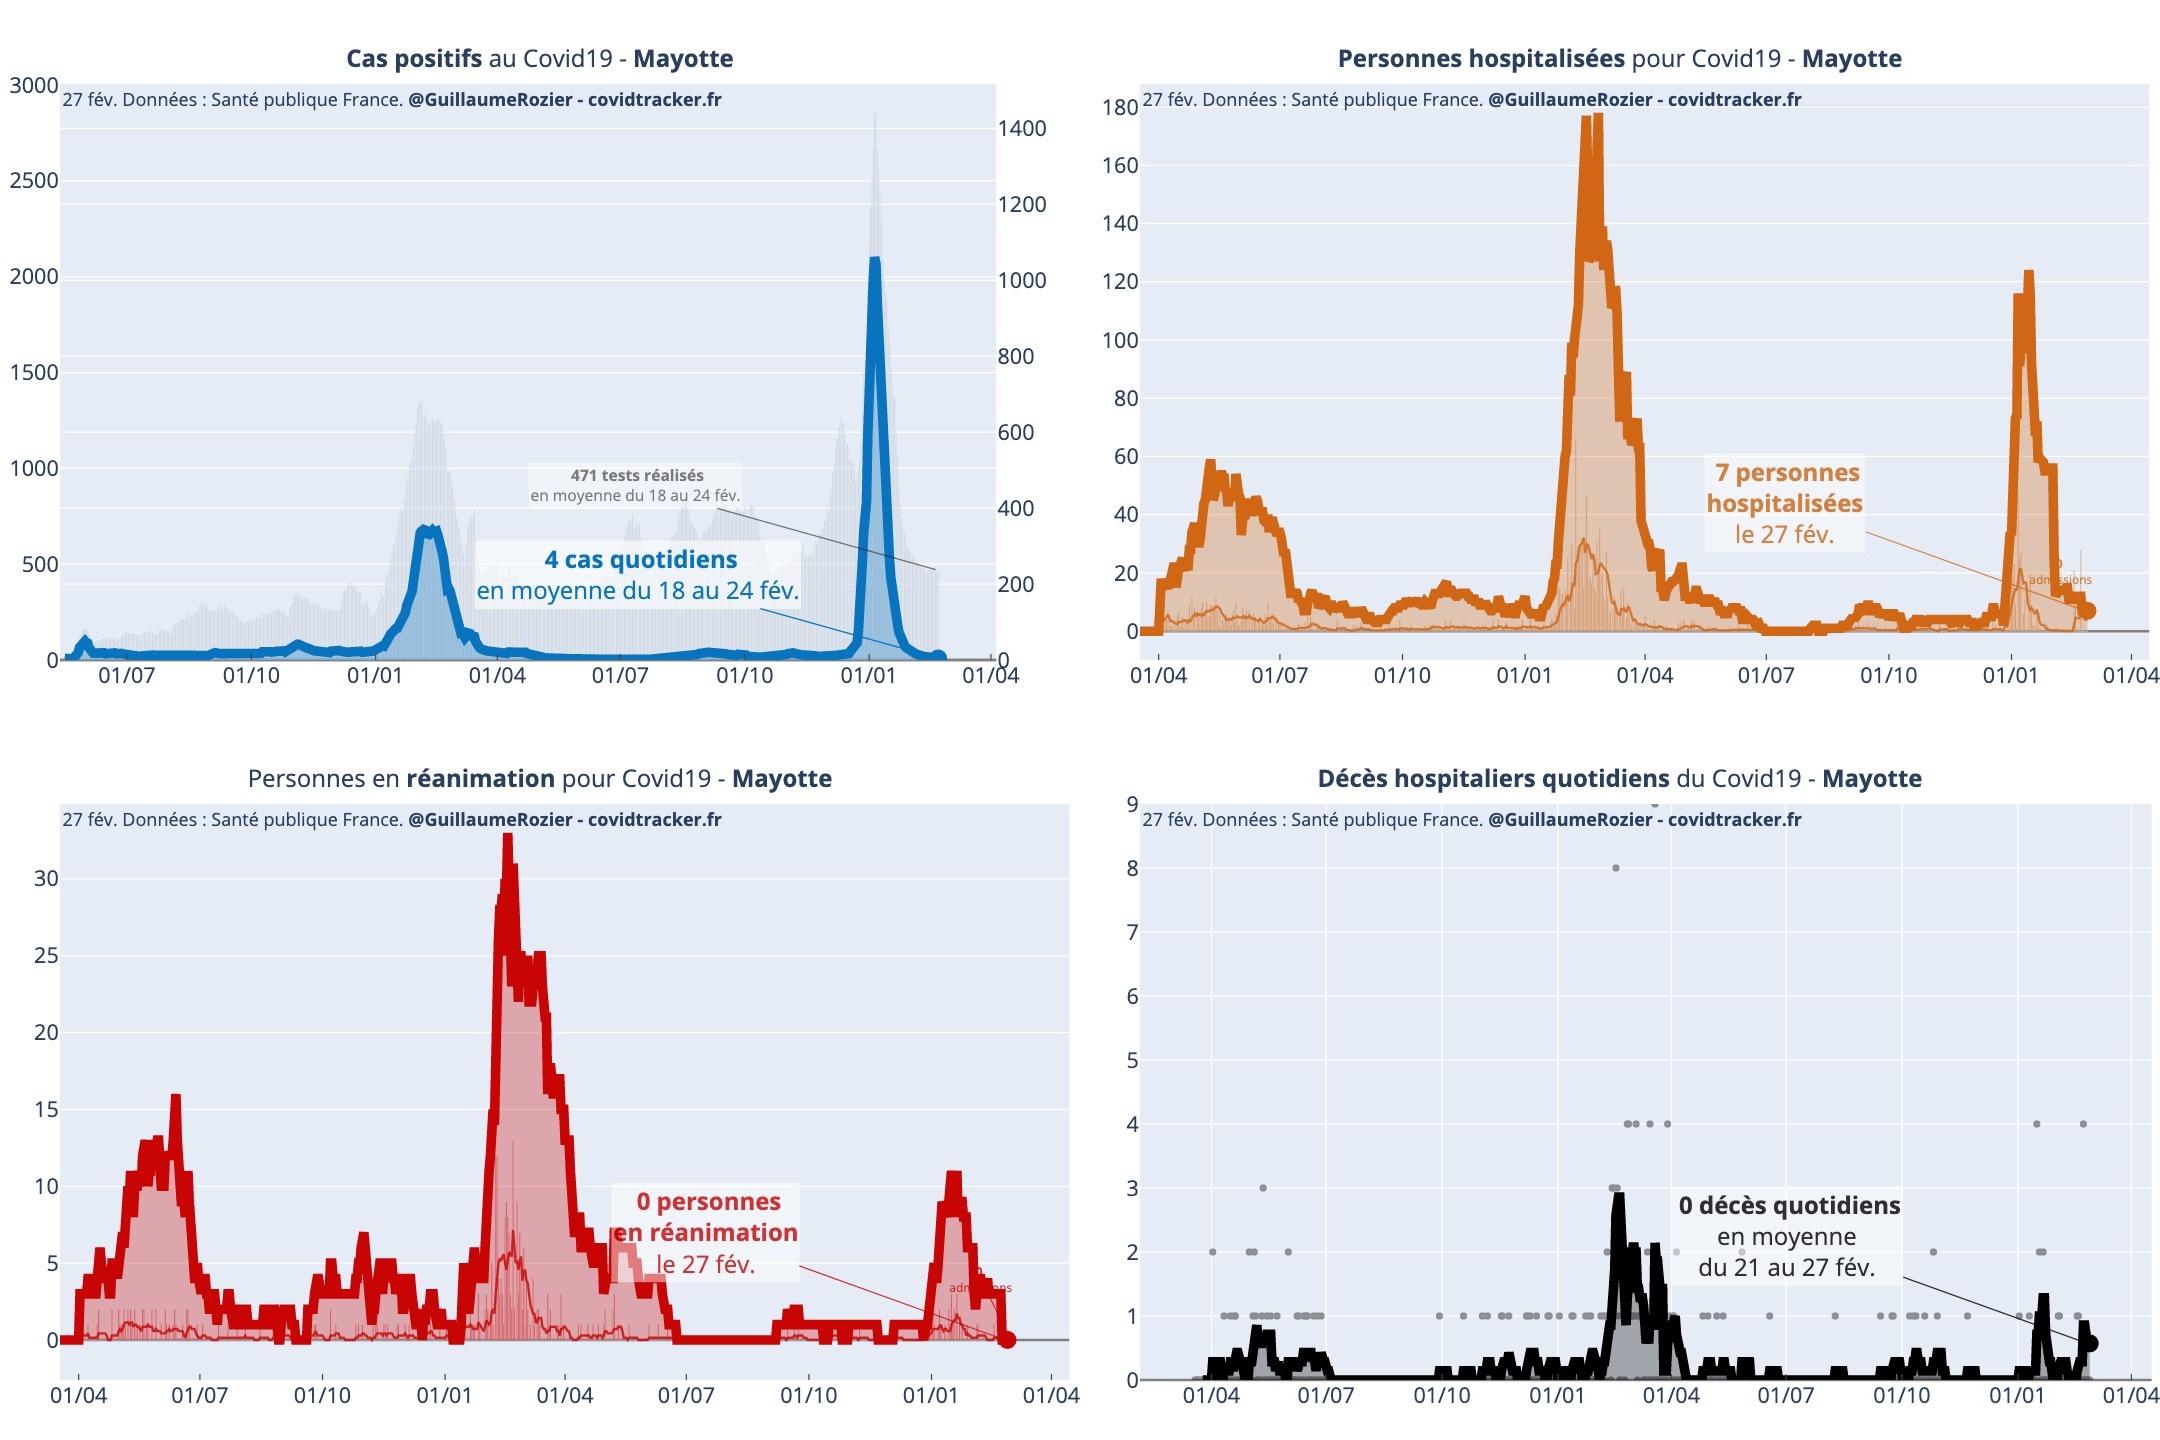 Cas positifs au Covid19 - Mayotte
27 fév. Données : Santé publique France. @GuillaumeRozier - covidtracker.fr
3000
2500
2000
1500
1000
500
0
1400
1200
1000
800
600
400
200
0
471 tests réalisés
en moyenne du 18 au 24 fév.
4 cas quotidiens
en moyenne du 18 au 24 fév.
01/07 01/10 01/01 01/04 01/07 01/10 01/01 01/04
Personnes hospitalisées pour Covid19 - Mayotte
27 fév. Données : Santé publique France. @GuillaumeRozier - covidtracker.fr
180
160
140
120
100
80
60
40
20
0
7 personnes
hospitalisées
le 27 fév.
admissions
01/04 01/07 01/10 01/01 01/04 01/07 01/10 01/01 01/04
Personnes en réanimation pour Covid19 - Mayotte
27 fév. Données : Santé publique France. @GuillaumeRozier - covidtracker.fr
30
25
20
15
10
5
0
0 personnes
en réanimation
le 27 fév.
admissions
01/04 01/07 01/10 01/01 01/04 01/07 01/10 01/01 01/04
Décès hospitaliers quotidiens du Covid19 - Mayotte
27 fév. Données : Santé publique France. @GuillaumeRozier - covidtracker.fr
9
8
7
6
5
4
3
2
1
0
0 décès quotidiens
en moyenne
du 21 au 27 fév.
01/04 01/07 01/10 01/01 01/04 01/07 01/10 01/01 01/04